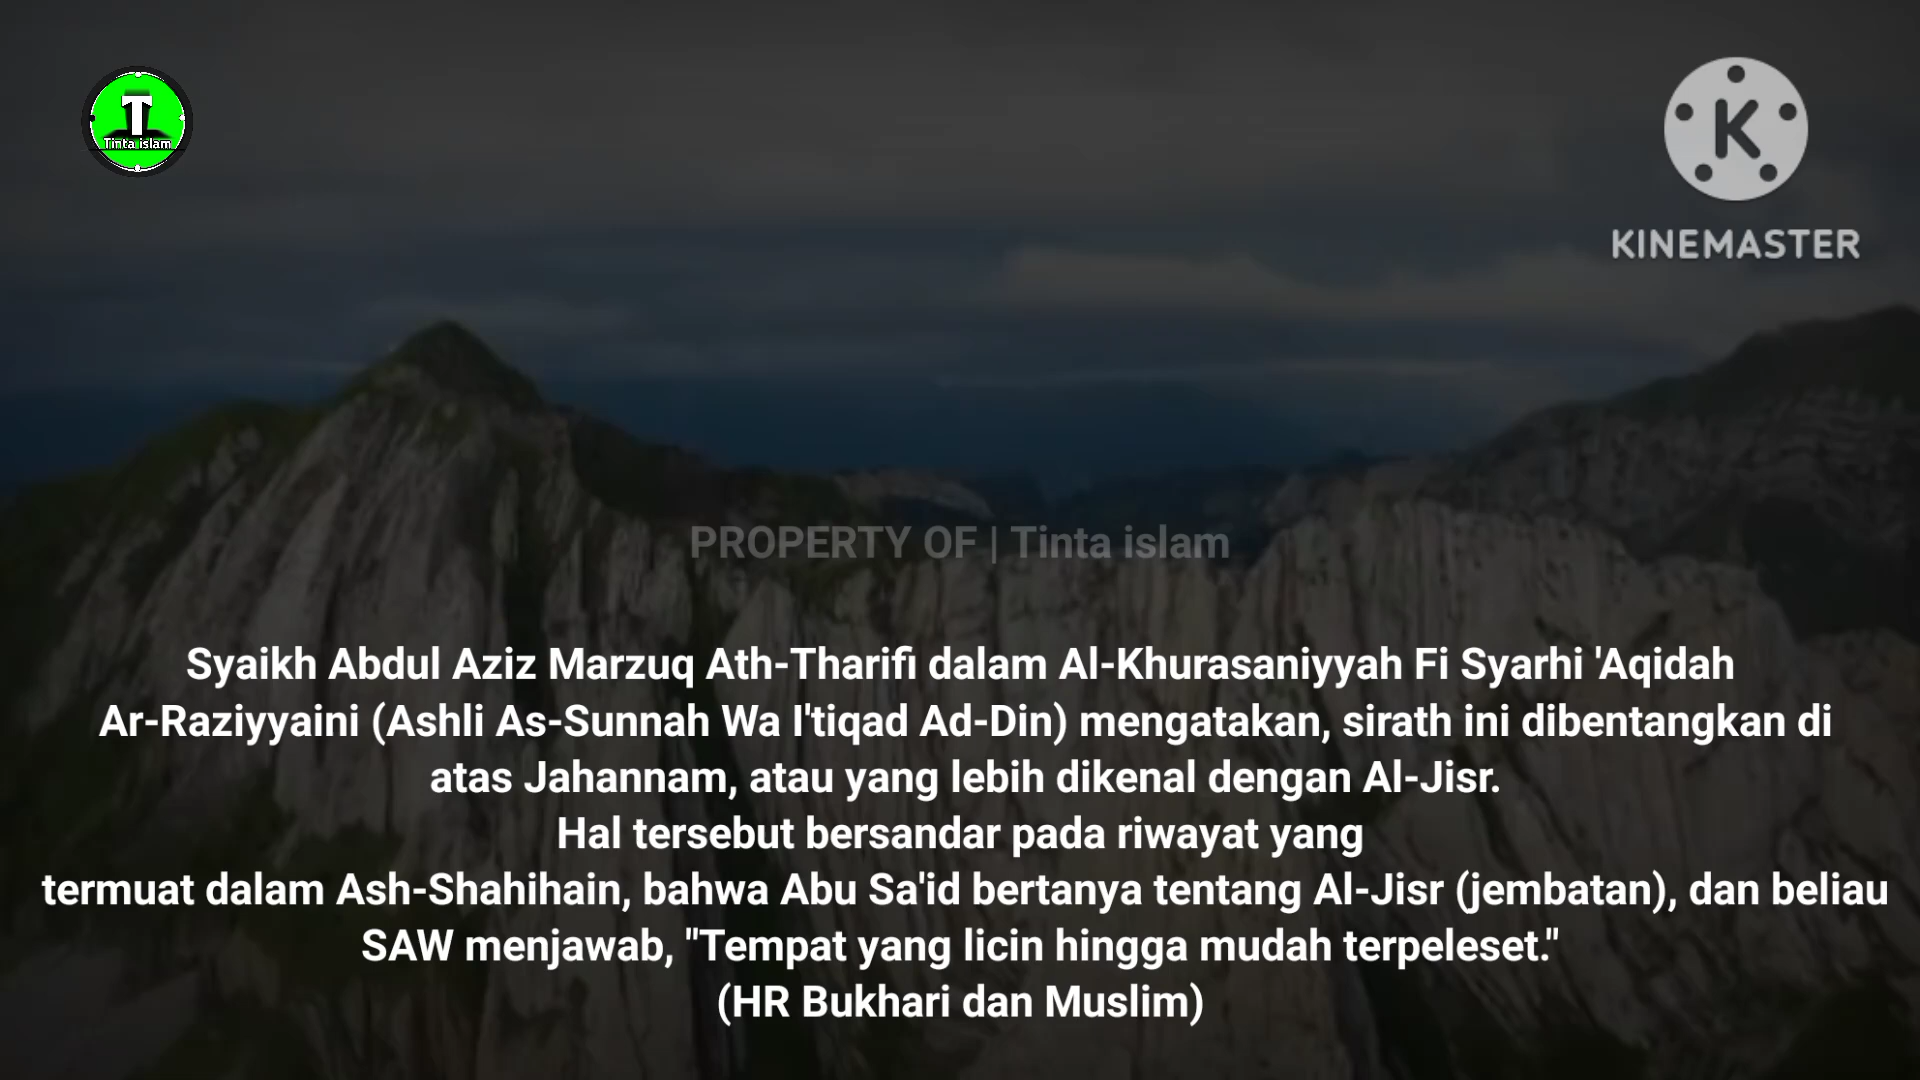 T
Tinta islam
K
KINEMASTER
PROPERTY OF | Tinta islam
Syaikh Abdul Aziz Marzuq Ath-Tharifi dalam Al-Khurasaniyyah Fi Syarhi 'Aqidah
Ar-Raziyyaini (Ashli As-Sunnah Wa I'tiqad Ad-Din) mengatakan, sirath ini dibentangkan di
atas Jahannam, atau yang lebih dikenal dengan Al-Jisr.
Hal tersebut bersandar pada riwayat yang
termuat dalam Ash-Shahihain, bahwa Abu Sa'id bertanya tentang Al-Jisr (jembatan), dan beliau
SAW menjawab, "Tempat yang licin hingga mudah terpeleset."
(HR Bukhari dan Muslim)